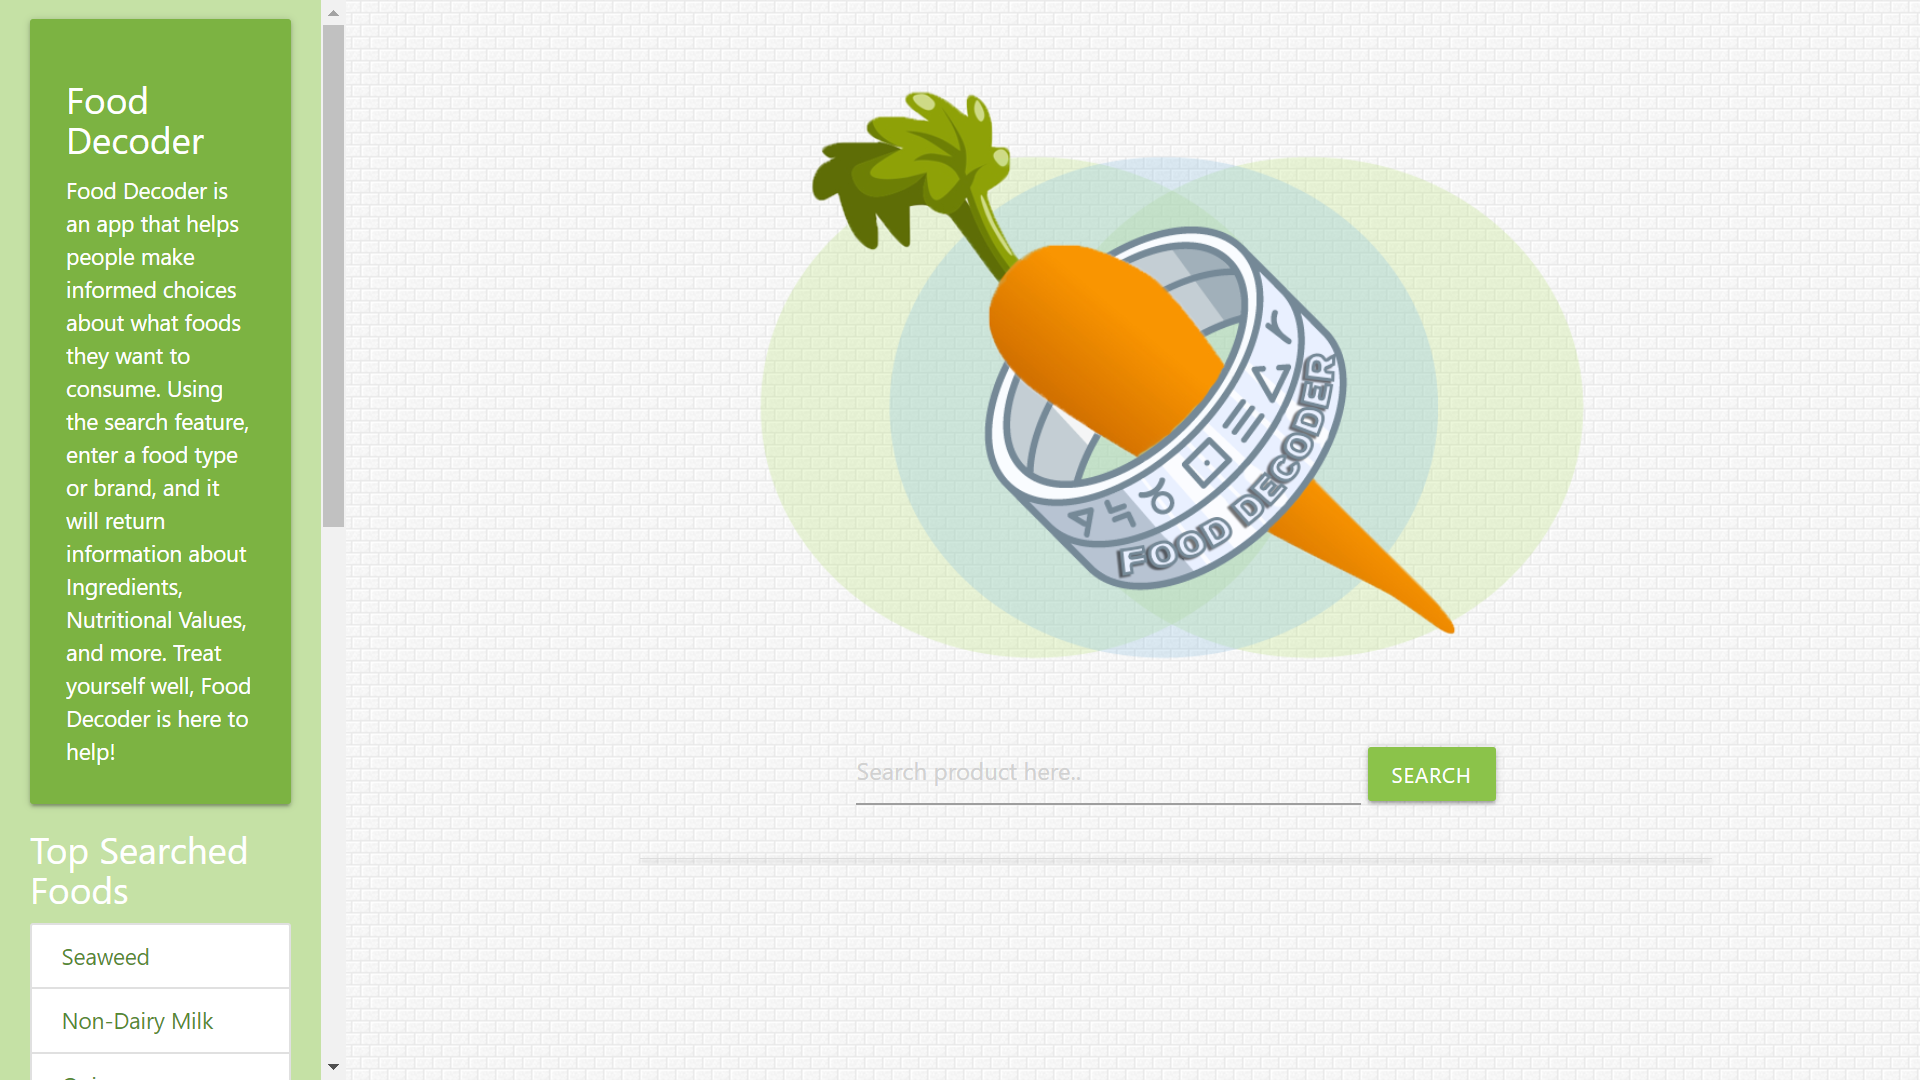 Food
Decoder
Food Decoder is
an app that helps
people make
informed choices
about what foods
they want to
consume. Using
the search feature,
enter a food type
or brand, and it
will return
information about
Ingredients,
Nutritional Values,
and more. Treat
yourself well, Food
Decoder is here to
help!
Top Searched
Foods
Seaweed
Non-Dairy Milk
FOOD DECODER
Search product here..
SEARCH